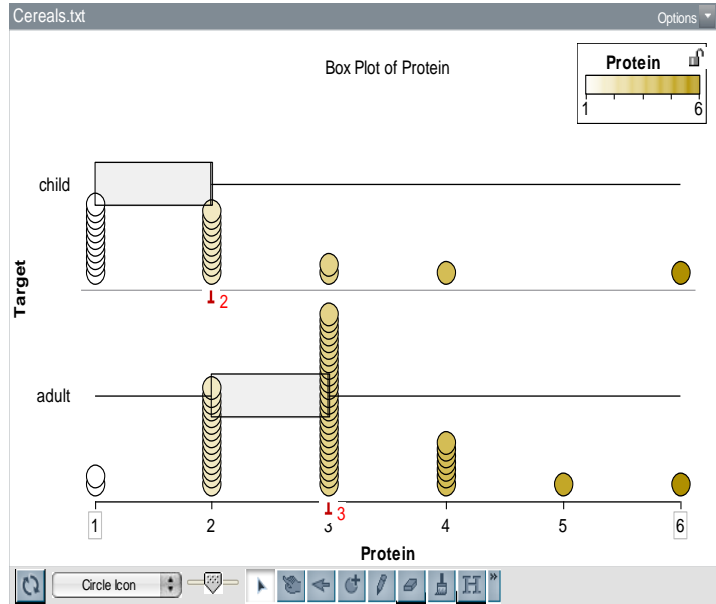 Cereals.txt
Options
Box Plot of Protein
Protein
1 6
child
2
Target
adult
3
1 2 3 4 5 6
Protein
Circle Icon
H
»